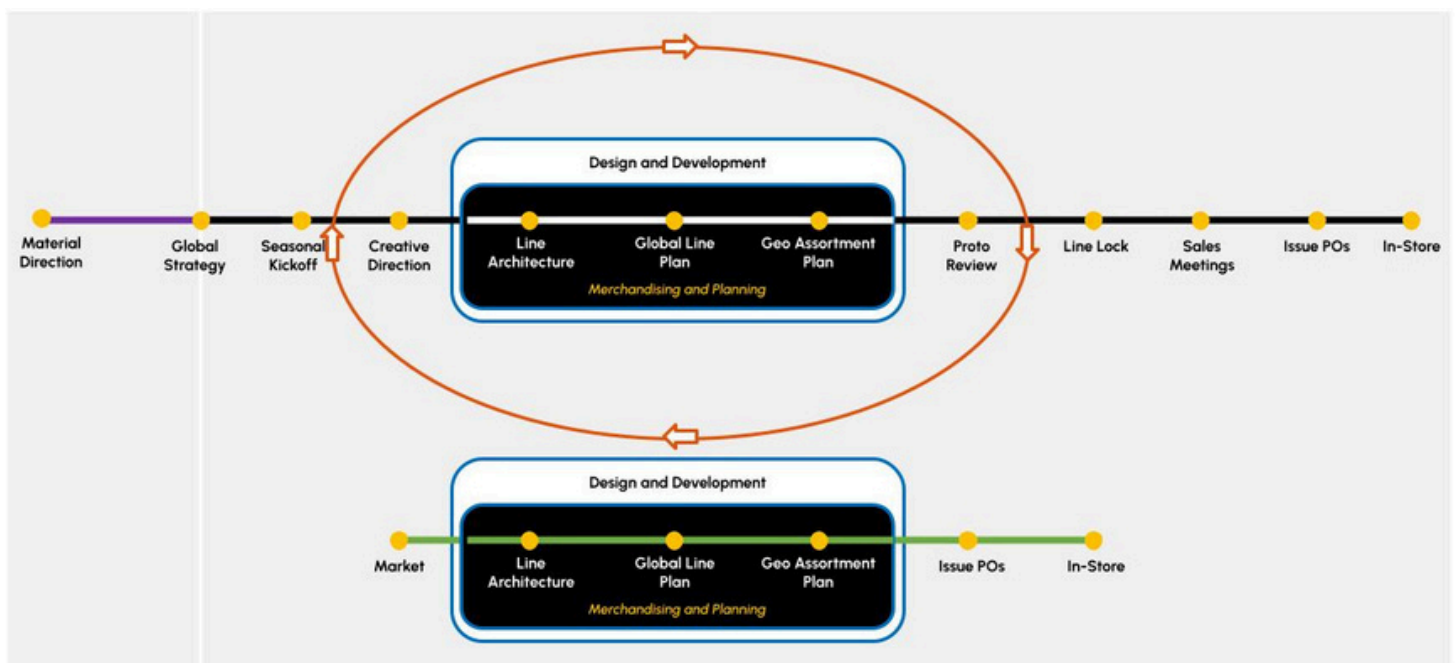 Design and Development
Material
Direction
Global
Strategy
Seasonal
Kickoff
Creative
Direction
Line
Architecture
Global Line
Plan
Geo Assortment
Plan
Merchandising and Planning
Proto
Review
Line Lock
Sales
Meetings
Issue POs
In-Store
Design and Development
Market
Line
Architecture
Global Line
Plan
Geo Assortment
Plan
Merchandising and Planning
Issue POs
In-Store